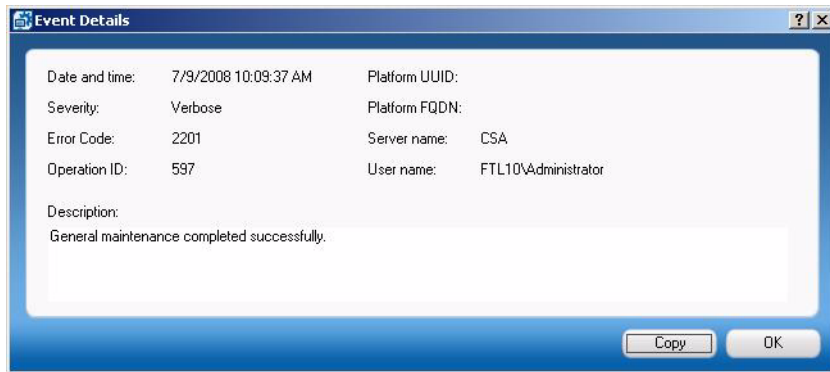 Event Details
Date and time: 7/9/2008 10:09:37 AM Platform UUID:
Severity: Verbose Platform FQDN:
Error Code: 2201 Server name: CSA
Operation ID: 597 User name: FTL10\Administrator
Description:
General maintenance completed successfully.
Copy OK